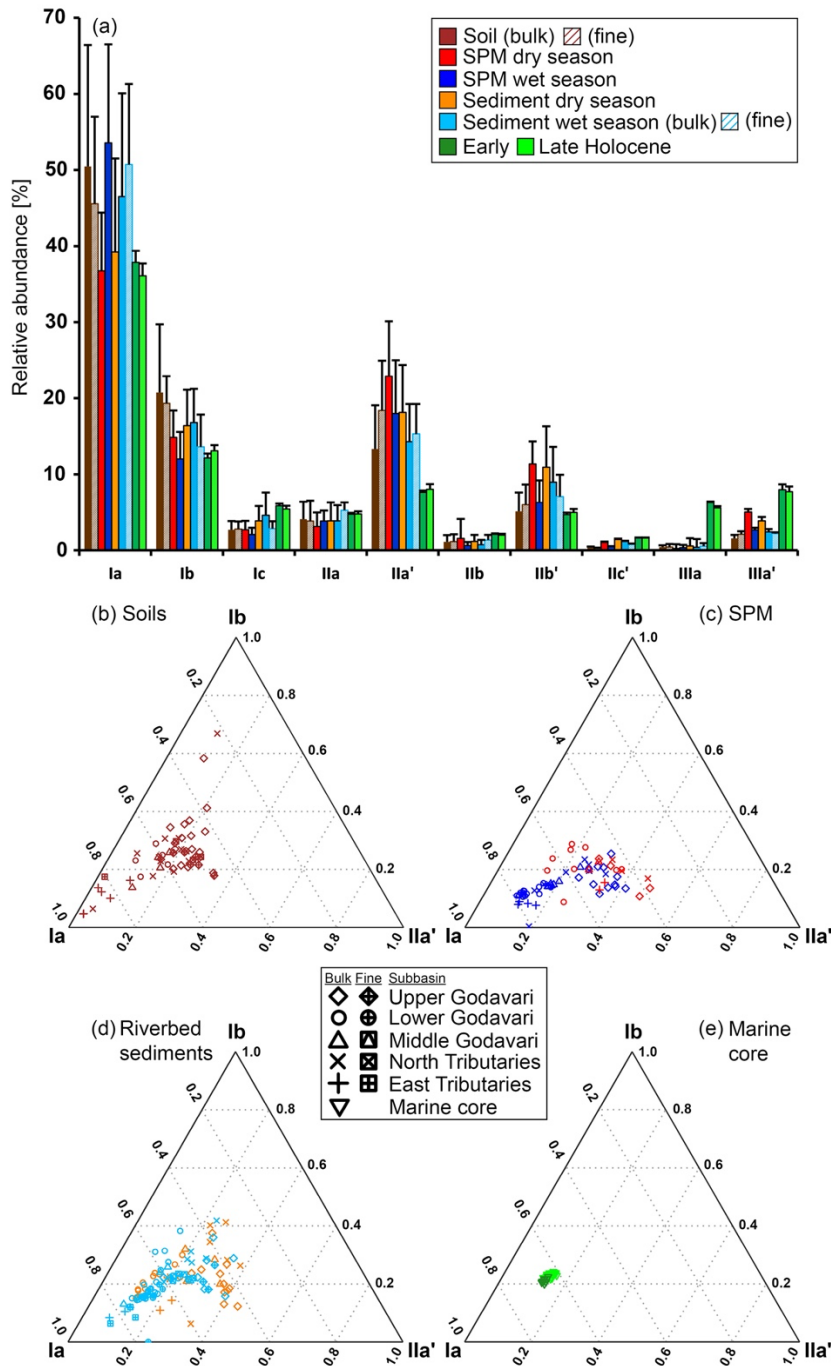 (a)
70
60
50
40
30
20
10
0
Relative abundance [%]
Soil (bulk) (fine)
SPM dry season
SPM wet season
Sediment dry season
Sediment wet season (bulk) (fine)
Early Late Holocene
Ia Ib Ic IIa IIa' IIb IIb' IIc' IIIa IIIa'
(b) Soils
Ib
1.0
0.2 0.8
0.4 0.6
0.6 0.4
0.8 0.2
1.0
Ia
0.2 0.4 0.6 0.8 1.0
IIa'
(c) SPM
Ib
1.0
0.2 0.8
0.4 0.6
0.6 0.4
0.8 0.2
1.0
Ia
0.2 0.4 0.6 0.8 1.0
IIa'
Bulk Fine Subbasin
Upper Godavari
Lower Godavari
Middle Godavari
North Tributaries
East Tributaries
Marine core
(d) Riverbed
sediments
Ib
1.0
0.2 0.8
0.4 0.6
0.6 0.4
0.8 0.2
1.0
Ia
0.2 0.4 0.6 0.8 1.0
IIa'
(e) Marine
core
Ib
1.0
0.2 0.8
0.4 0.6
0.6 0.4
0.8 0.2
1.0
Ia
0.2 0.4 0.6 0.8 1.0
IIa'